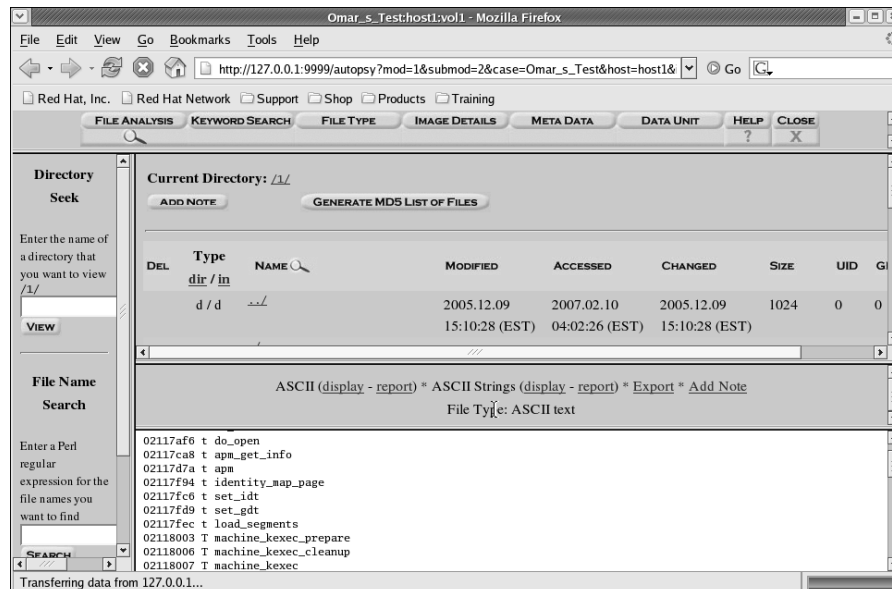 Omar_s_Test:host1:vol1 - Mozilla Firefox
File Edit View Go Bookmarks Tools Help
http://127.0.0.1:9999/autopsy?mod=1&submod=2&case=Omar_s_Test&host=host1& Go G
Red Hat, Inc. Red Hat Network Support Shop Products Training
FILE ANALYSIS KEYWORD SEARCH FILE TYPE IMAGE DETAILS META DATA DATA UNIT HELP CLOSE
? X
Directory
Seek
Enter the name of
a directory that
you want to view
/1/
VIEW
File Name
Search
Enter a Perl
regular
expression for the
file names you
want to find
SEARCH
Current Directory: /1/
ADD NOTE GENERATE MD5 LIST OF FILES
DEL Type NAME MODIFIED ACCESSED CHANGED SIZE UID GI
dir / in
d / d ../ 2005.12.09 2007.02.10 2005.12.09 1024 0 0
15:10:28 (EST) 04:02:26 (EST) 15:10:28 (EST)
ASCII (display - report) * ASCII Strings (display - report) * Export * Add Note
File Type: ASCII text
02117af6 t do_open
02117ca8 t apm_get_info
02117d7a t apm
02117f94 t identity_map_page
02117fc6 t set_idt
02117fd9 t set_gdt
02117fec t load_segments
02118003 T machine_kexec_prepare
02118006 T machine_kexec_cleanup
02118007 T machine_kexec
Transferring data from 127.0.0.1...